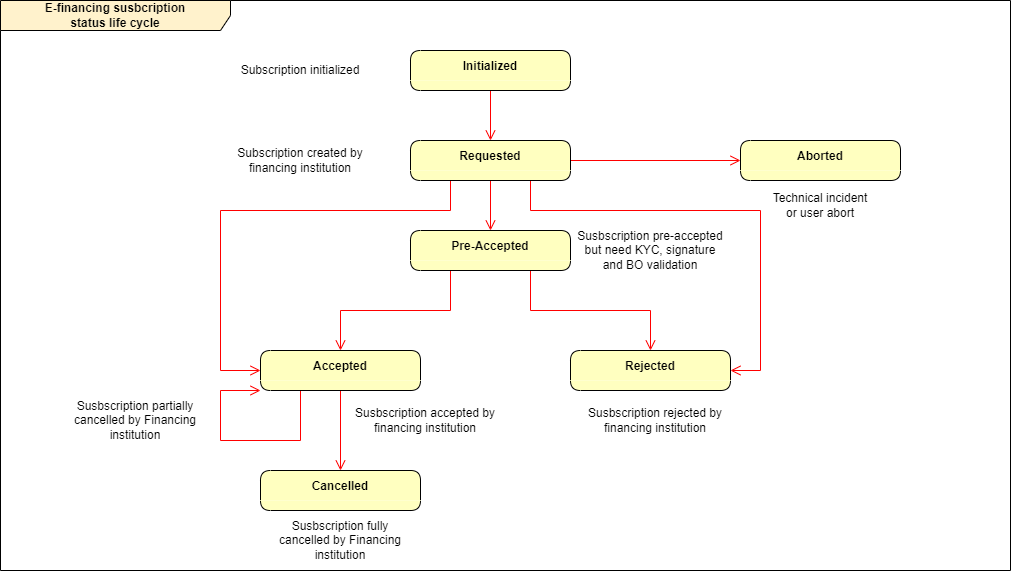 E-financing susbcription
status life cycle
Subscription initialized
Initialized
Subscription created by
financing institution
Requested
Aborted
Technical incident
or user abort
Pre-Accepted
Susbscription pre-accepted
but need KYC, signature
and BO validation
Accepted
Rejected
Susbscription partially
cancelled by Financing
institution
Susbscription accepted by
financing institution
Susbscription rejected by
financing institution
Cancelled
Susbscription fully
cancelled by Financing
institution